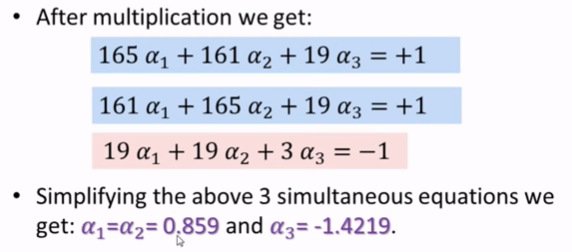 • After multiplication we get:
165 α₁ + 161 α₂ + 19 α₃ = +1
161 α₁ + 165 α₂ + 19 α₃ = +1
19 α₁ + 19 α₂ + 3 α₃ = −1
• Simplifying the above 3 simultaneous equations we
get: α₁=α₂= 0.859 and α₃= -1.4219.